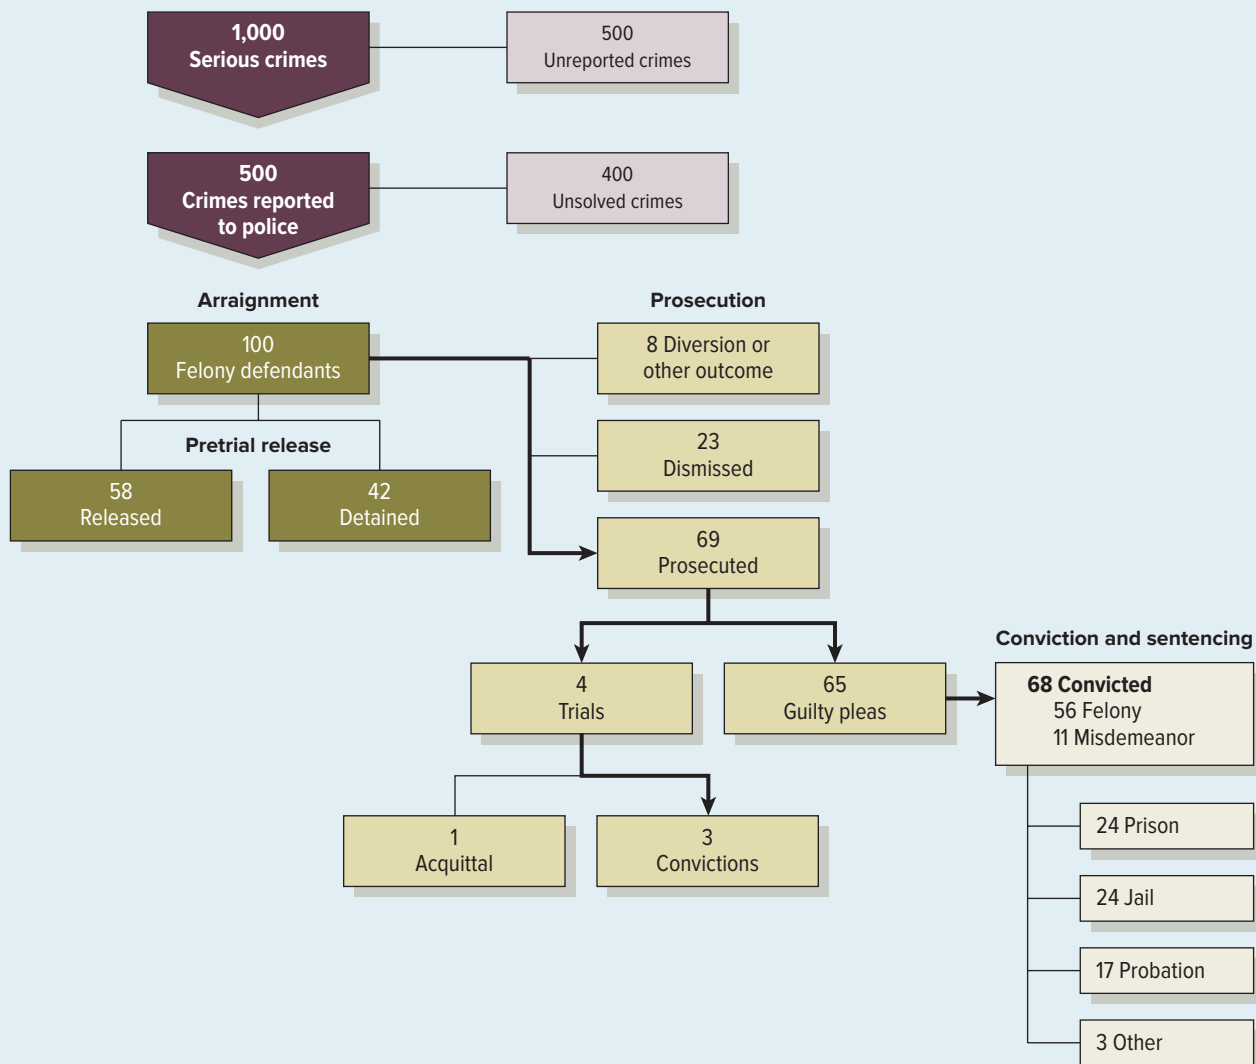 1,000
Serious crimes
500
Unreported crimes
500
Crimes reported
to police
400
Unsolved crimes
Arraignment
Prosecution
100
Felony defendants
8 Diversion or
other outcome
Pretrial release
23
Dismissed
58
Released
42
Detained
69
Prosecuted
Conviction and sentencing
4
Trials
65
Guilty pleas
68 Convicted
56 Felony
11 Misdemeanor
1
Acquittal
3
Convictions
24 Prison
24 Jail
17 Probation
3 Other